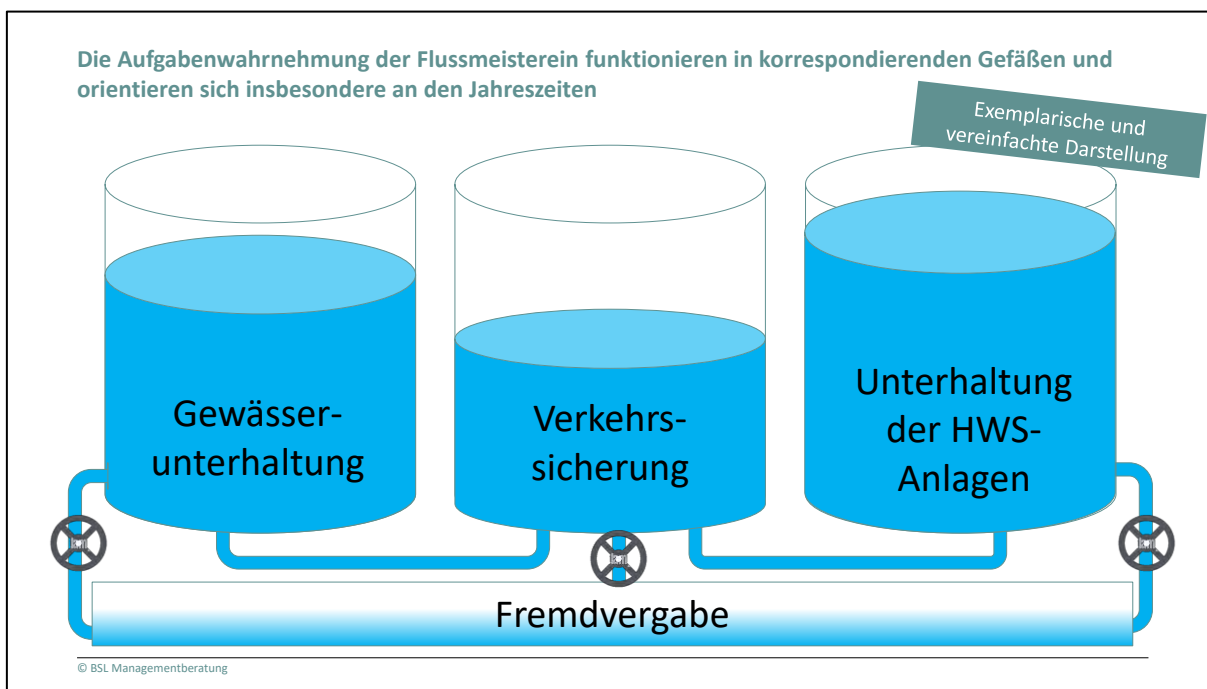 Die Aufgabenwahrnehmung der Flussmeisterein funktionieren in korrespondierenden Gefäßen und
orientieren sich insbesondere an den Jahreszeiten
Exemplarische und
vereinfachte Darstellung
Gewässer-
unterhaltung
Verkehrs-
sicherung
Unterhaltung
der HWS-
Anlagen
Fremdvergabe
© BSL Managementberatung